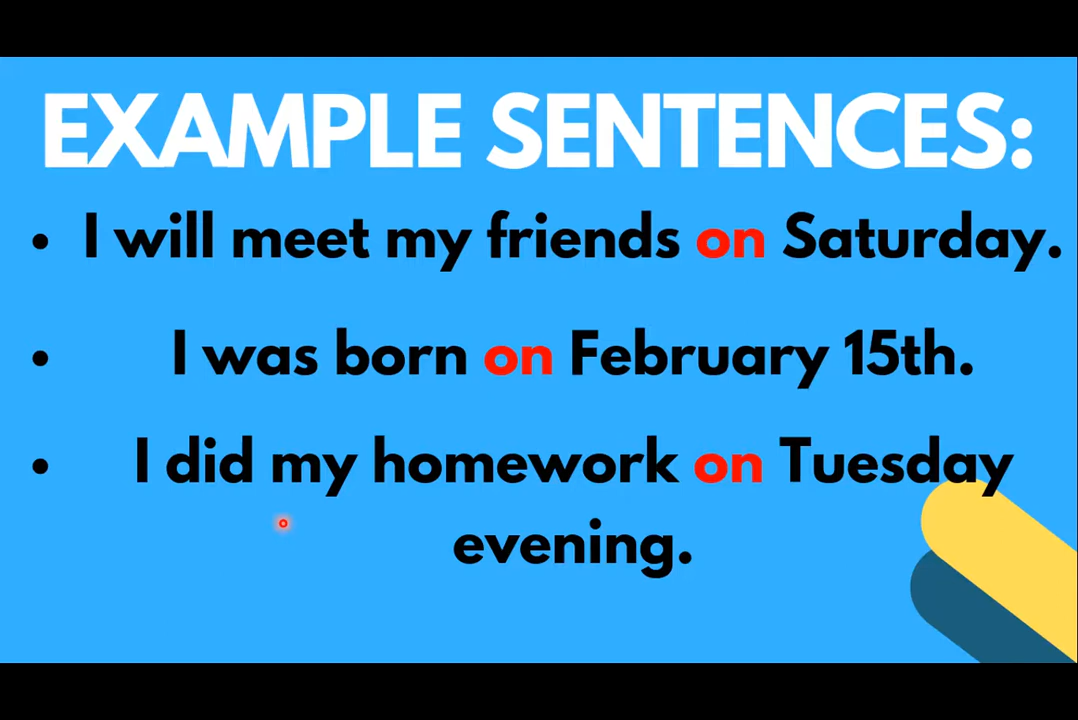 EXAMPLE SENTENCES:
• I will meet my friends on Saturday.
• I was born on February 15th.
• I did my homework on Tuesday
evening.